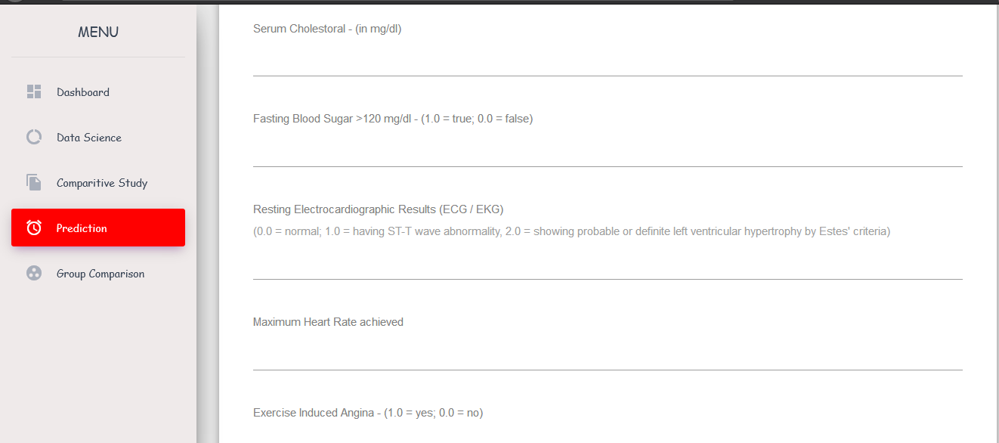 MENU
Dashboard
Data Science
Comparitive Study
Prediction
Group Comparison
Serum Cholestoral - (in mg/dl)
Fasting Blood Sugar >120 mg/dl - (1.0 = true; 0.0 = false)
Resting Electrocardiographic Results (ECG / EKG)
(0.0 = normal; 1.0 = having ST-T wave abnormality, 2.0 = showing probable or definite left ventricular hypertrophy by Estes' criteria)
Maximum Heart Rate achieved
Exercise Induced Angina - (1.0 = yes; 0.0 = no)